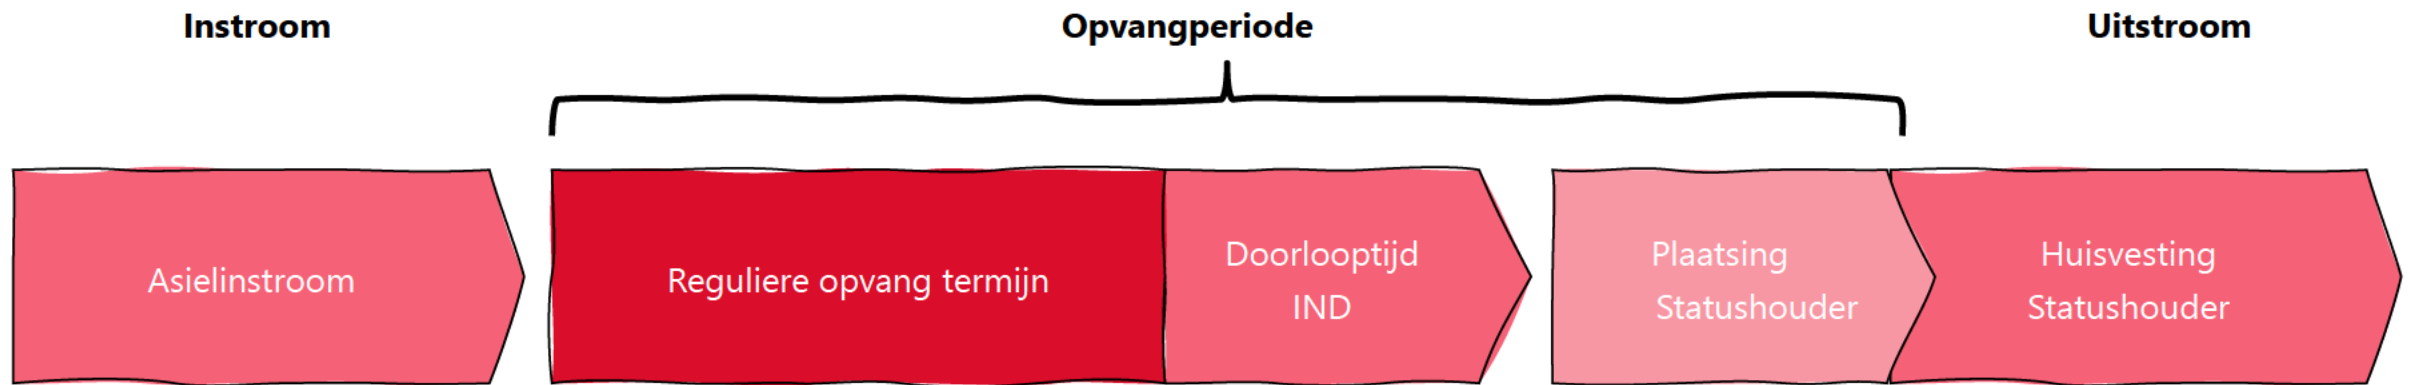 Instroom
Opvangperiode
Uitstroom
Asielinstroom
Reguliere opvang termijn
Doorlooptijd
IND
Plaatsing
Statushouder
Huisvesting
Statushouder